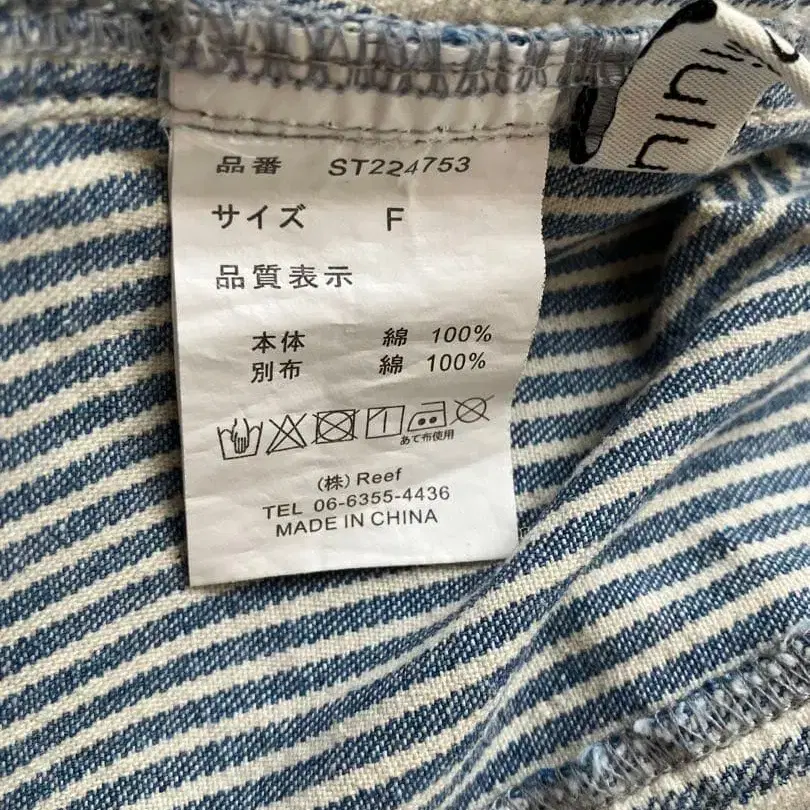 品番 ST224753
サイズ F
品質表示
本体 綿 100%
別布 綿 100%
あて布使用
(株) Reef
TEL 06-6355-4436
MADE IN CHINA